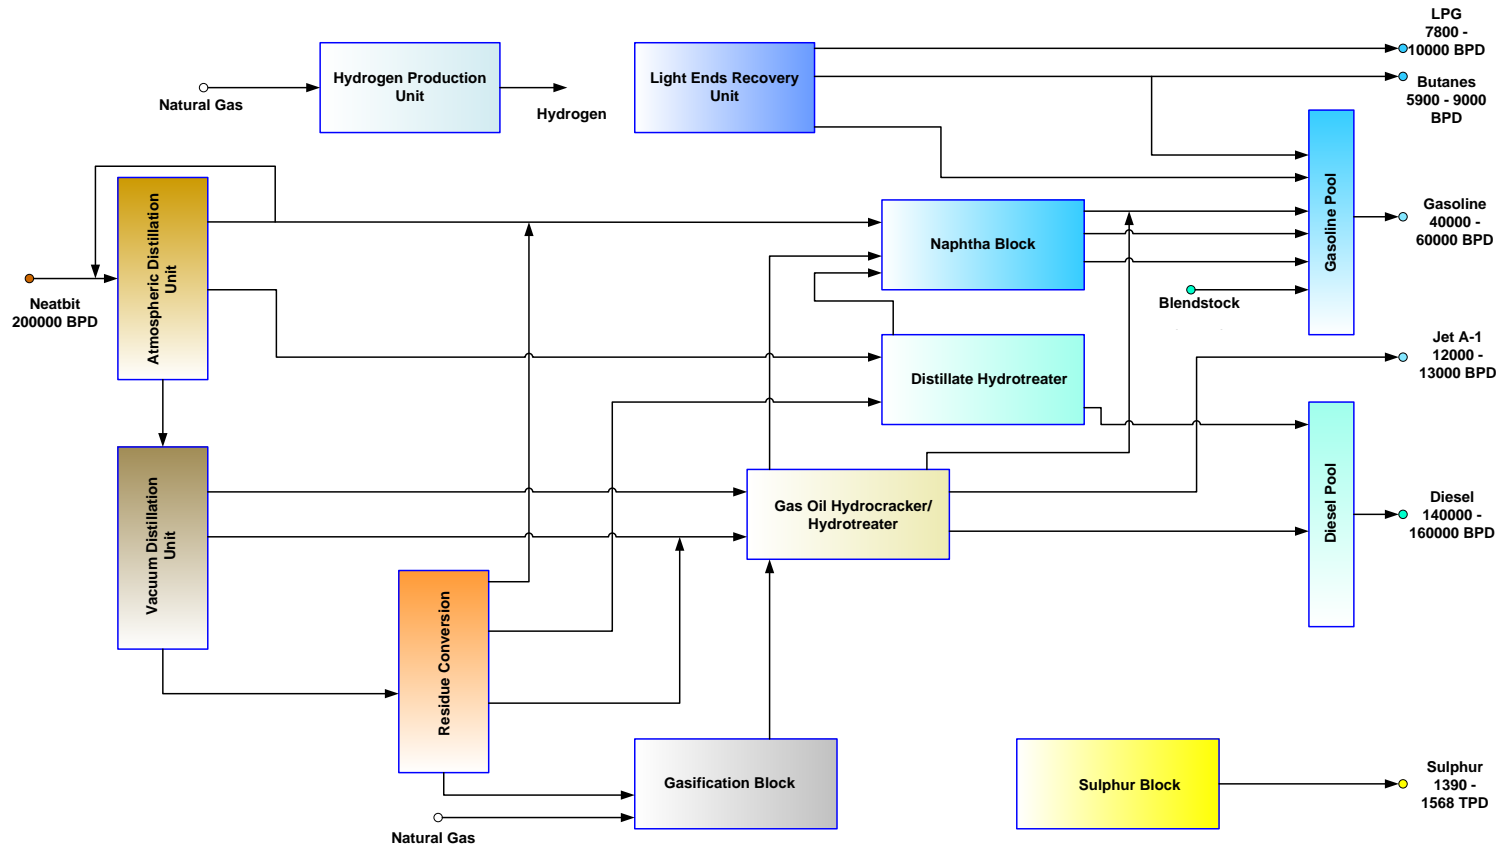 LPG
7800 -
10000 BPD
Hydrogen Production
Unit
Light Ends Recovery
Unit
Natural Gas
Hydrogen
Butanes
5900 - 9000
BPD
Atmospheric Distillation
Unit
Naphtha Block
Gasoline Pool
Gasoline
40000 -
60000 BPD
Neatbit
200000 BPD
Blendstock
Distillate Hydrotreater
Jet A-1
12000 -
13000 BPD
Vacuum Distillation
Unit
Gas Oil Hydrocracker/
Hydrotreater
Diesel Pool
Diesel
140000 -
160000 BPD
Residue Conversion
Gasification Block
Natural Gas
Sulphur Block
Sulphur
1390 -
1568 TPD